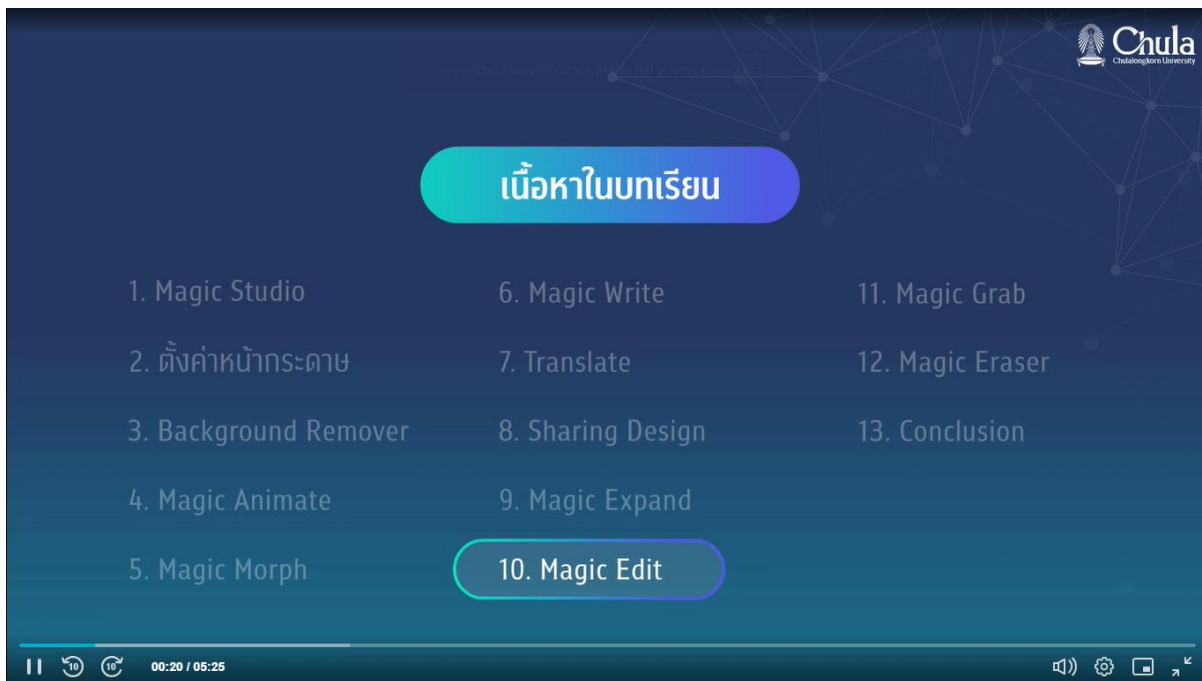 Chula
Chulalongkorn University
เนื้อหาในบทเรียน
1. Magic Studio
2. ตั้งค่าหน้ากระดาษ
3. Background Remover
4. Magic Animate
5. Magic Morph
6. Magic Write
7. Translate
8. Sharing Design
9. Magic Expand
10. Magic Edit
11. Magic Grab
12. Magic Eraser
13. Conclusion
10
10
00:20 / 05:25